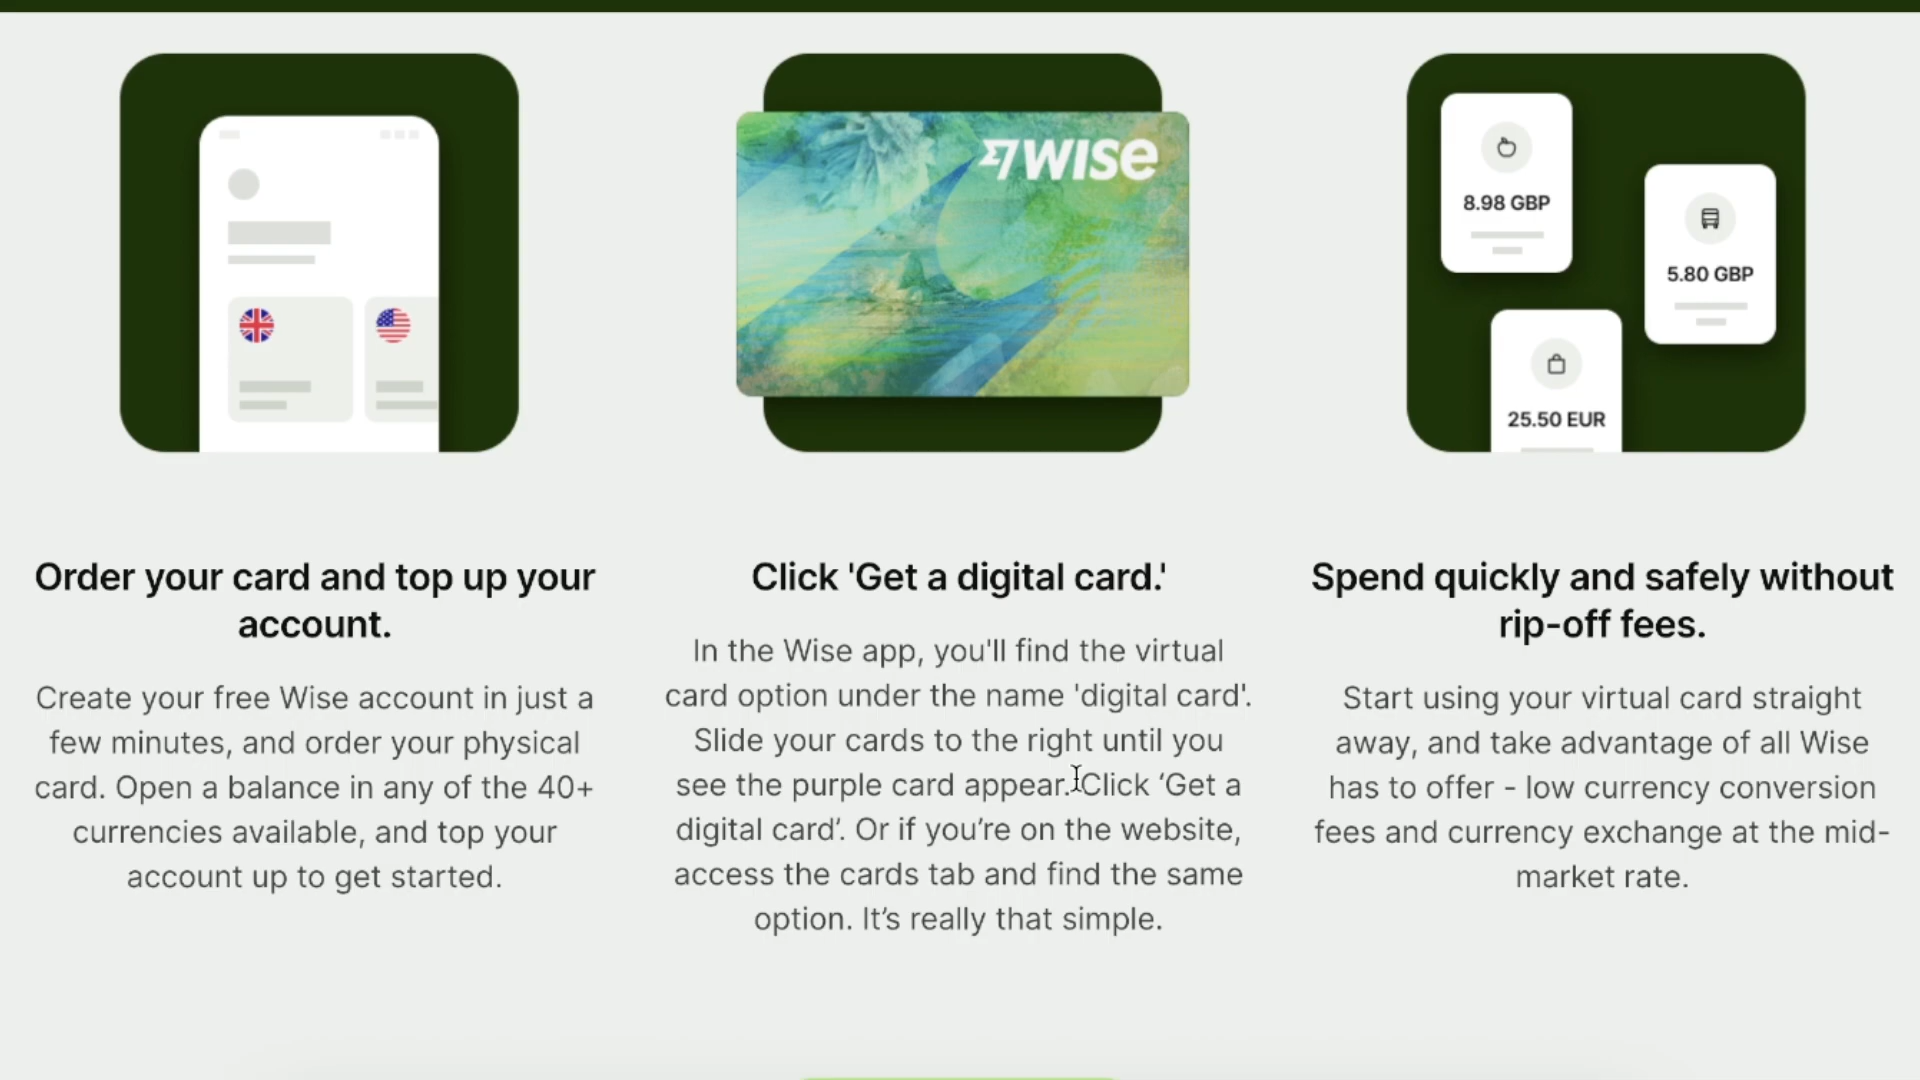 WISE
8.98 GBP
5.80 GBP
25.50 EUR
Order your card and top up your
account.
Create your free Wise account in just a
few minutes, and order your physical
card. Open a balance in any of the 40+
currencies available, and top your
account up to get started.
Click 'Get a digital card.'
In the Wise app, you'll find the virtual
card option under the name 'digital card'.
Slide your cards to the right until you
see the purple card appear. Click ‘Get a
digital card’. Or if you’re on the website,
access the cards tab and find the same
option. It’s really that simple.
Spend quickly and safely without
rip-off fees.
Start using your virtual card straight
away, and take advantage of all Wise
has to offer - low currency conversion
fees and currency exchange at the mid-
market rate.